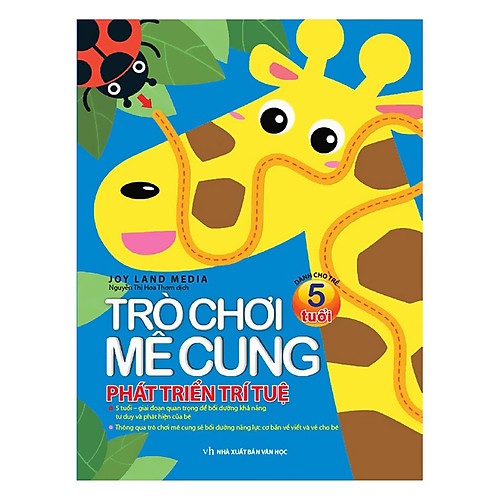 JOY LAND MEDIA
Nguyễn Thị Hoa Thơm dịch
DÀNH CHO TRẺ
5
tuổi
TRÒ CHƠI
MÊ CUNG
PHÁT TRIỂN TRÍ TUỆ
5 tuổi – giai đoạn quan trọng để bồi dưỡng khả năng
tư duy và phát hiện của bé
Thông qua trò chơi mê cung sẽ bồi dưỡng năng lực cơ bản về viết và vẽ cho bé
vh NHÀ XUẤT BẢN VĂN HỌC